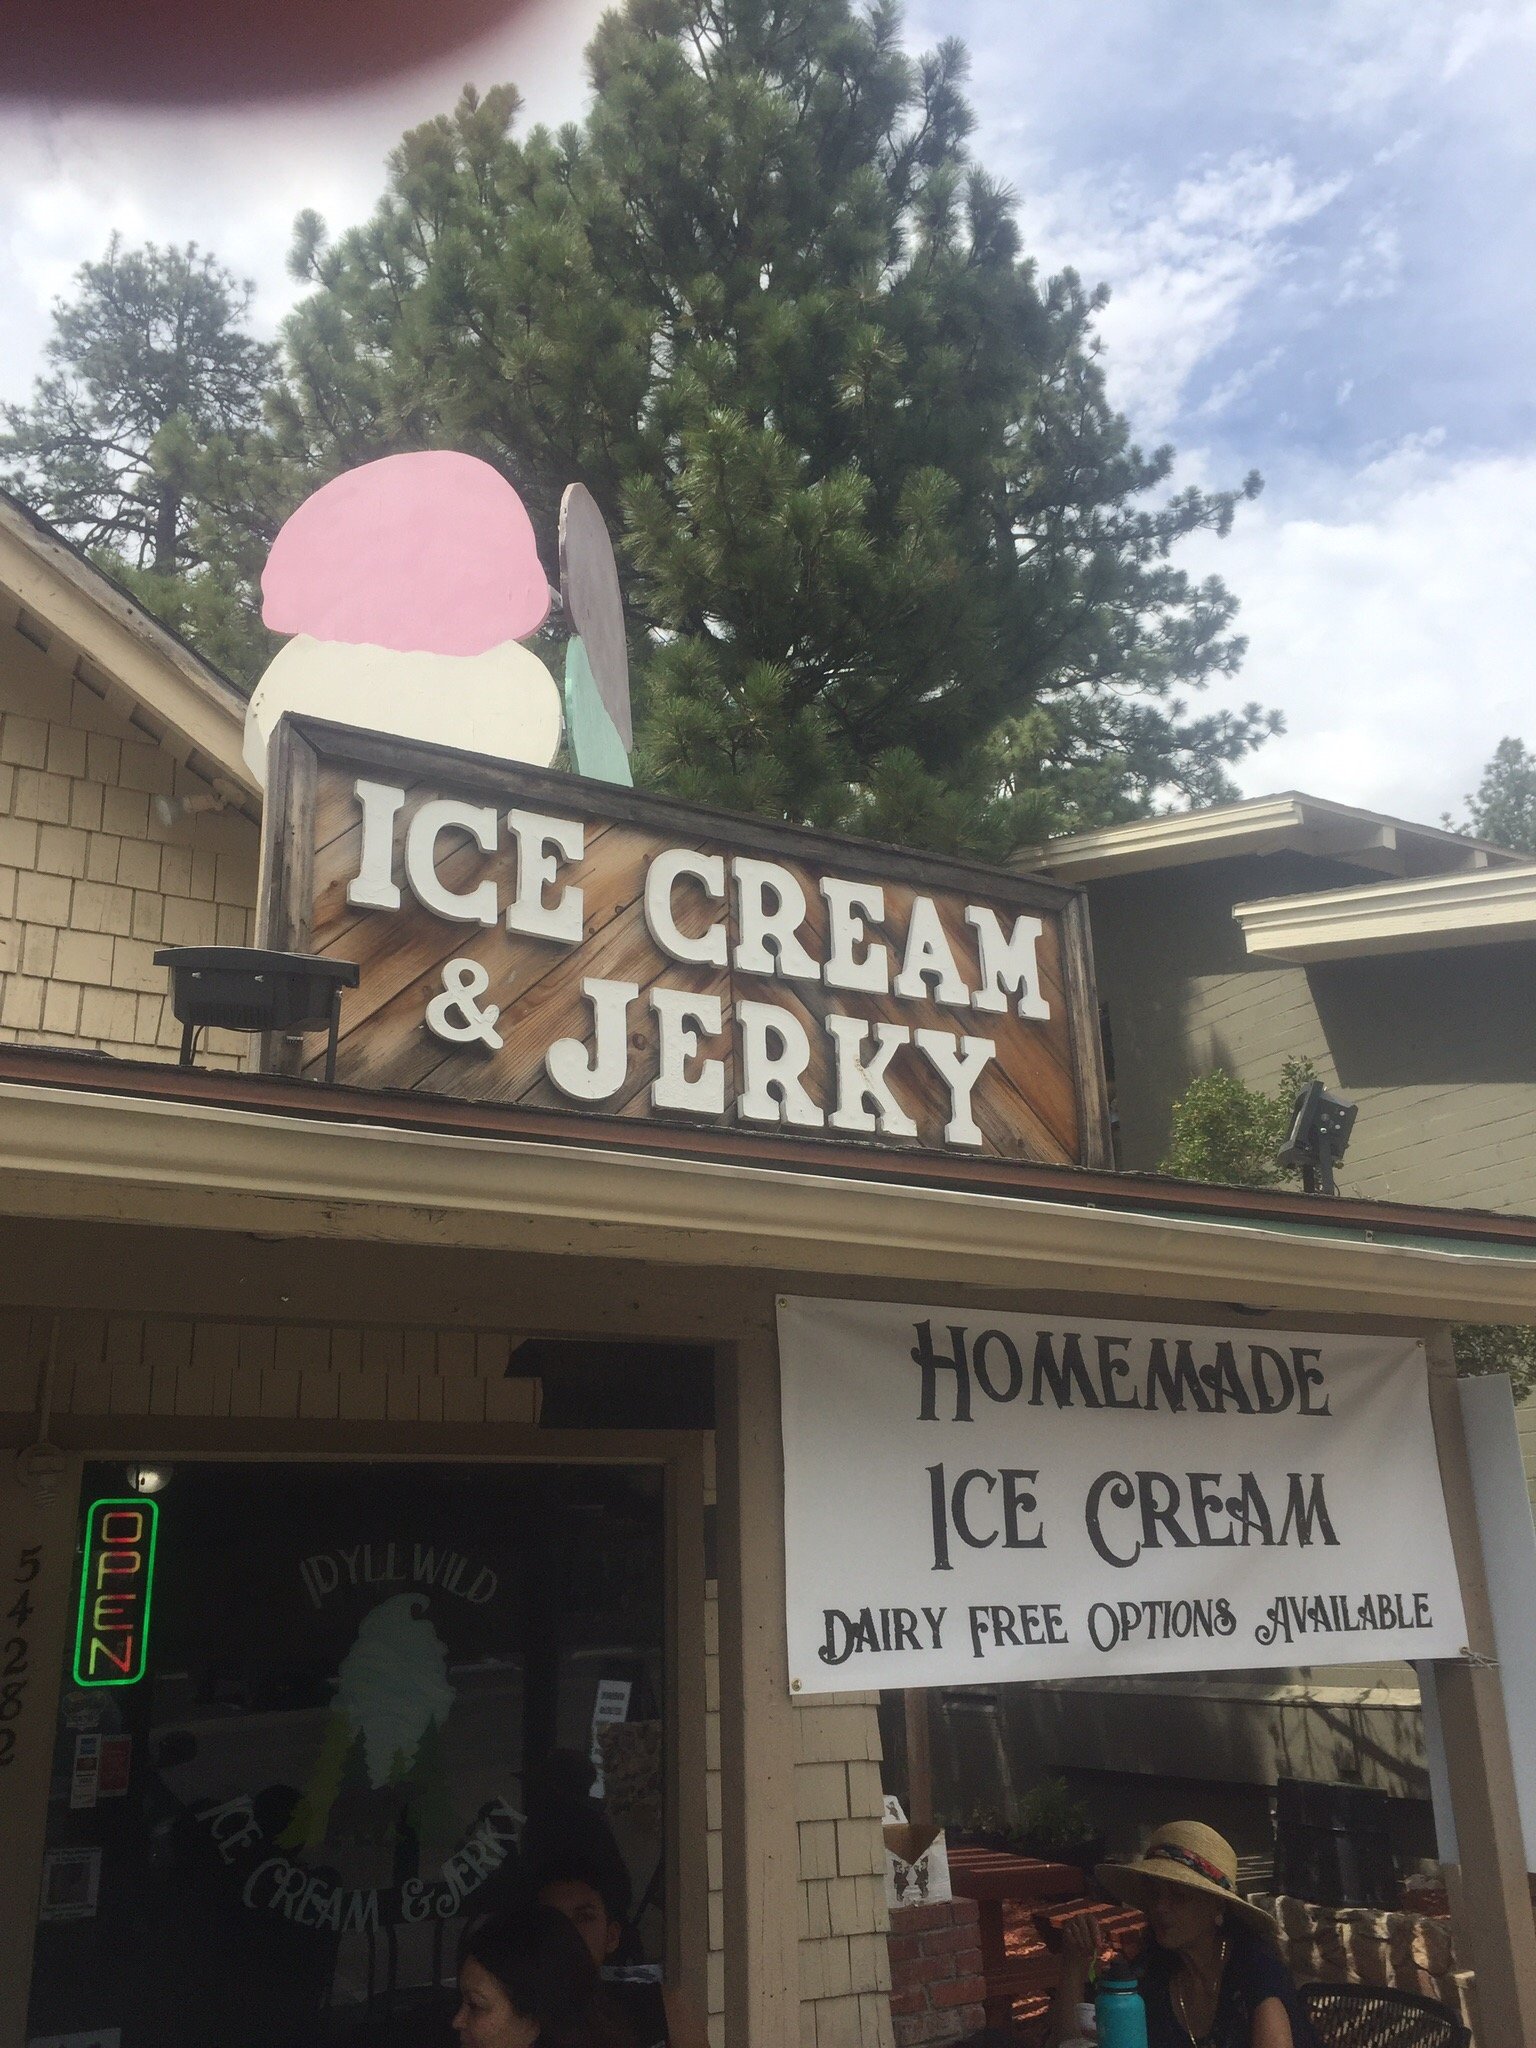 ICE CREAM
& JERKY
HOMEMADE
ICE CREAM
DAIRY FREE OPTIONS AVAILABLE
OPEN
54282
IDYLLWILD
ICE CREAM & JERKY